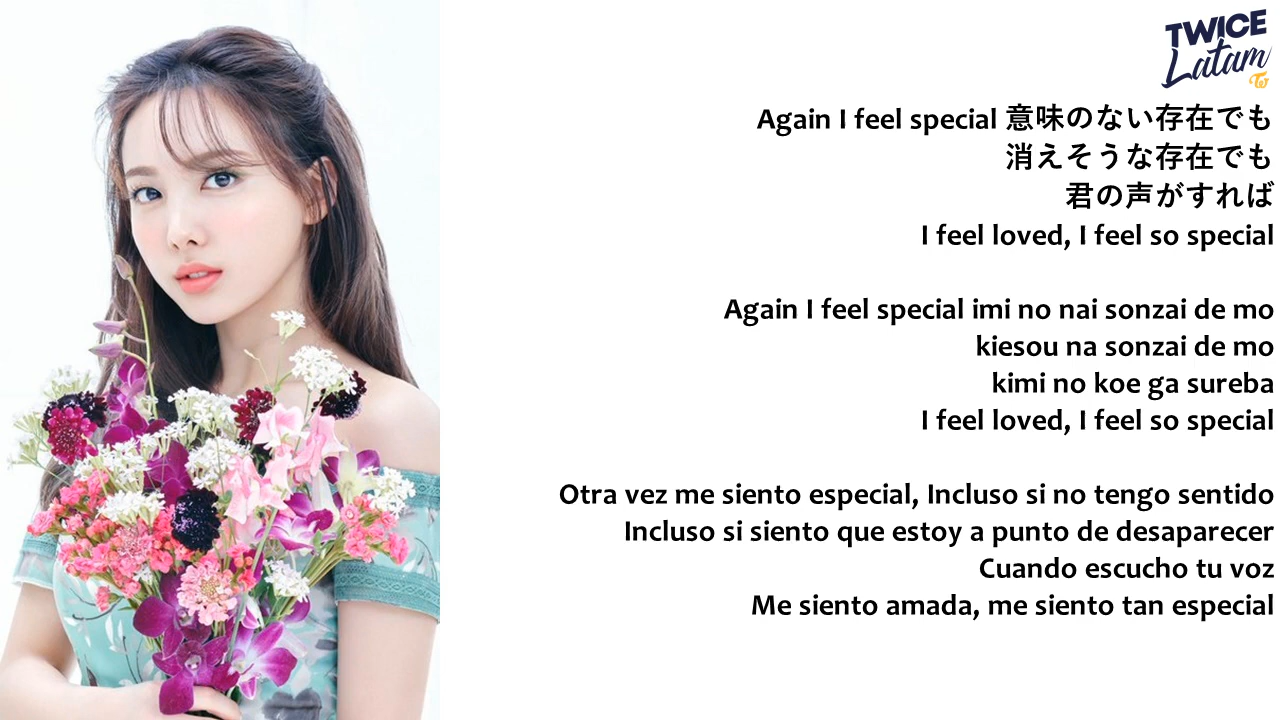 TWICE
Latam
Again I feel special 意味のない存在でも
消えそうな存在でも
君の声がすれば
I feel loved, I feel so special
Again I feel special imi no nai sonzai de mo
kiesou na sonzai de mo
kimi no koe ga sureba
I feel loved, I feel so special
Otra vez me siento especial, Incluso si no tengo sentido
Incluso si siento que estoy a punto de desaparecer
Cuando escucho tu voz
Me siento amada, me siento tan especial